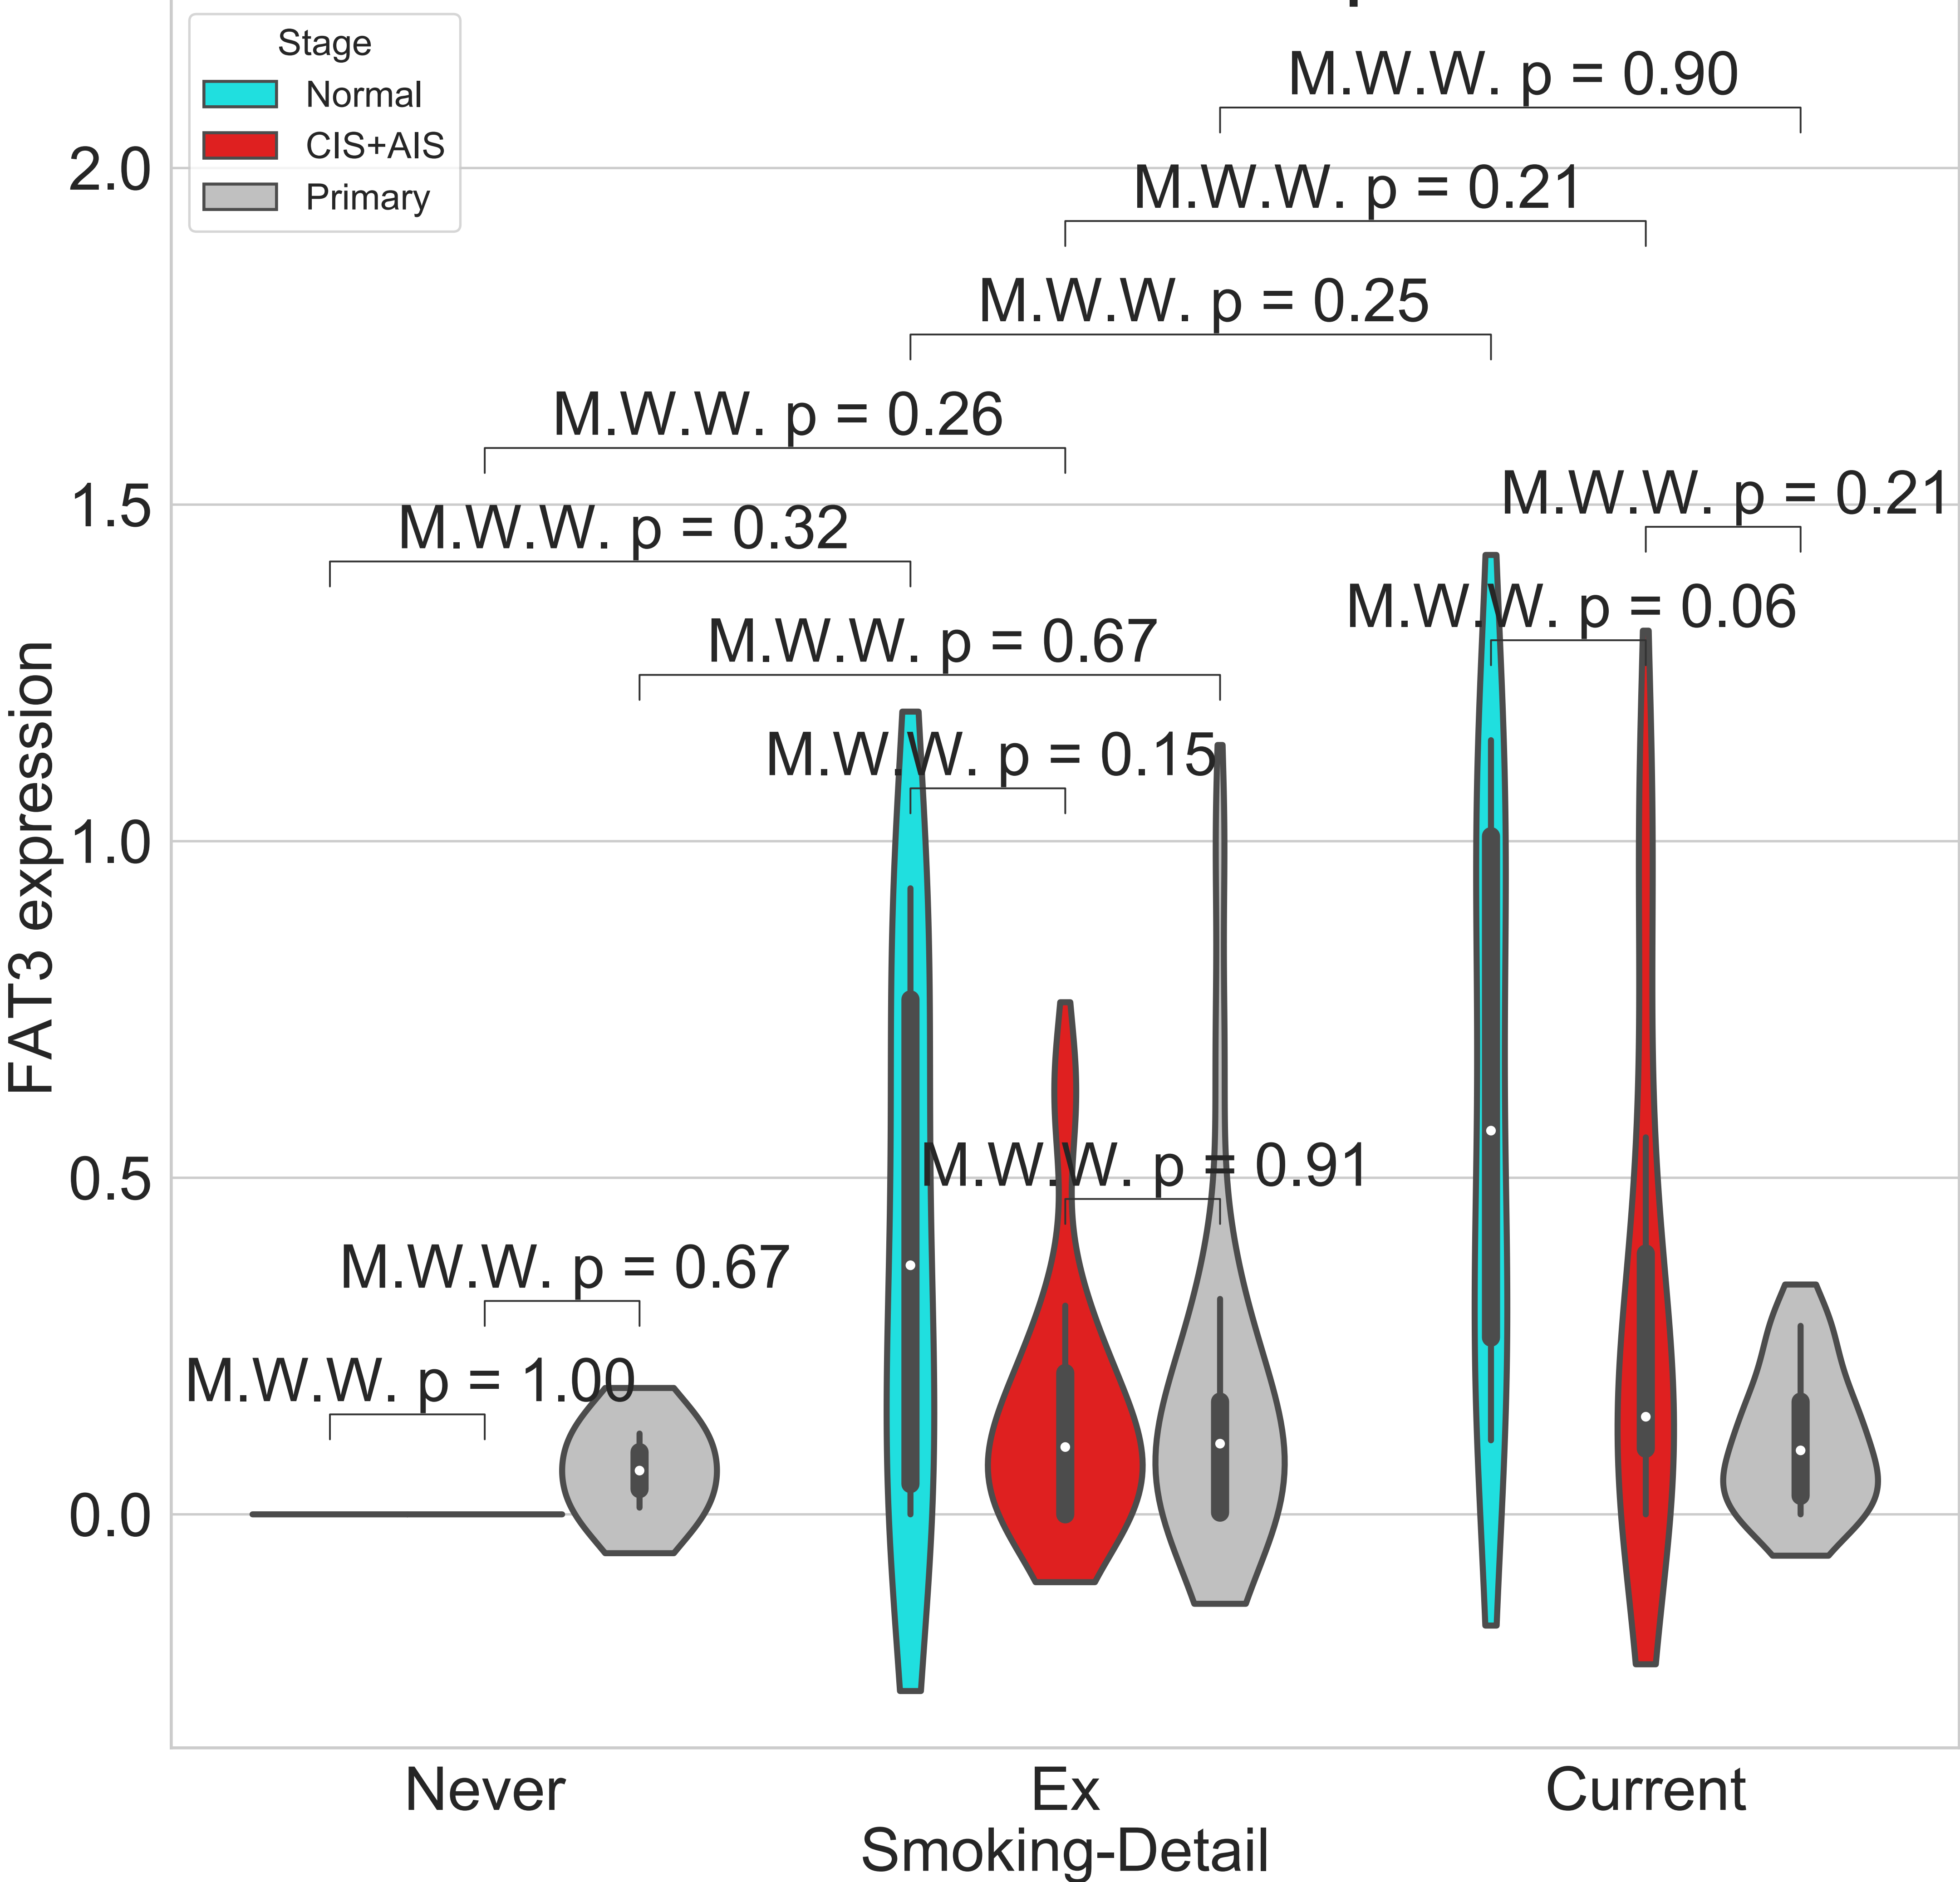 Stage
Normal
CIS+AIS
Primary
M.W.W. p = 0.90
M.W.W. p = 0.21
M.W.W. p = 0.25
M.W.W. p = 0.26
M.W.W. p = 0.21
M.W.W. p = 0.32
M.W.W. p = 0.06
M.W.W. p = 0.67
M.W.W. p = 0.15
M.W.W. p = 0.91
M.W.W. p = 0.67
M.W.W. p = 1.00
2.0
1.5
1.0
0.5
0.0
FAT3 expression
Never
Ex
Current
Smoking-Detail